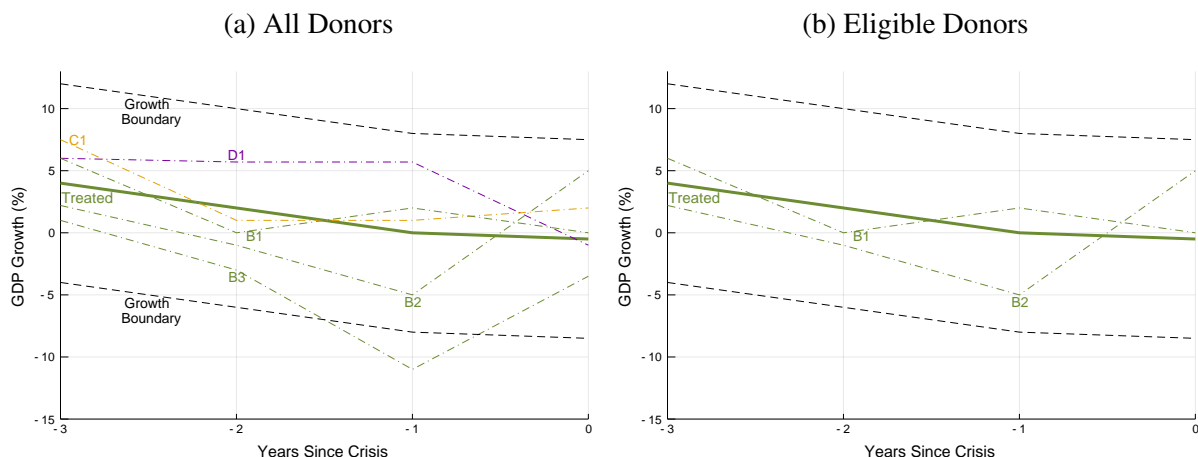 (a) All Donors
GDP Growth (%)
10
5
0
- 5
- 10
- 15
- 3
- 2
- 1
0
Years Since Crisis
Growth
Boundary
C1
D1
Treated
B1
B3
B2
Growth
Boundary
(b) Eligible Donors
GDP Growth (%)
10
5
0
- 5
- 10
- 15
- 3
- 2
- 1
0
Years Since Crisis
Treated
B1
B2